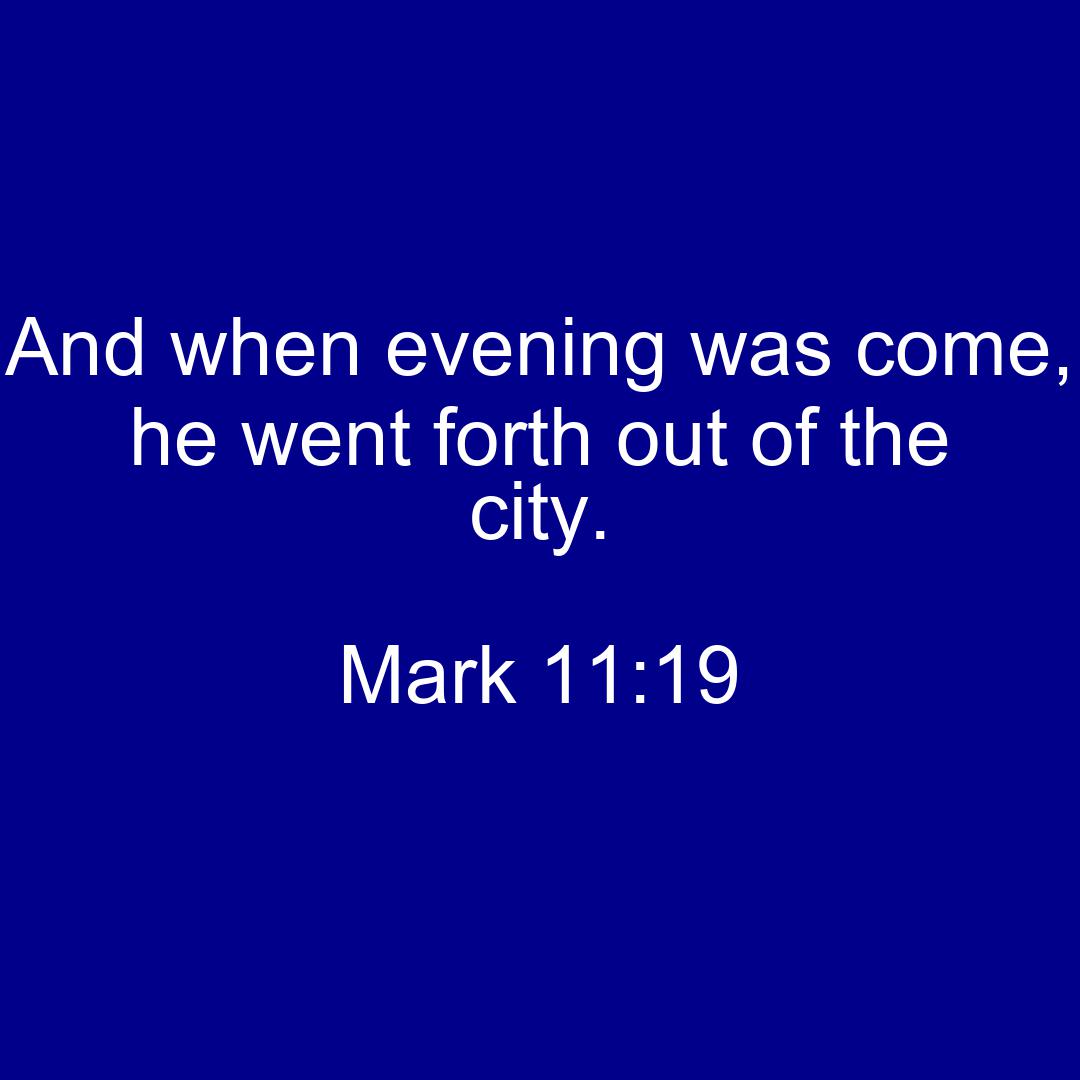 And when evening was come,
he went forth out of the
city.
Mark 11:19